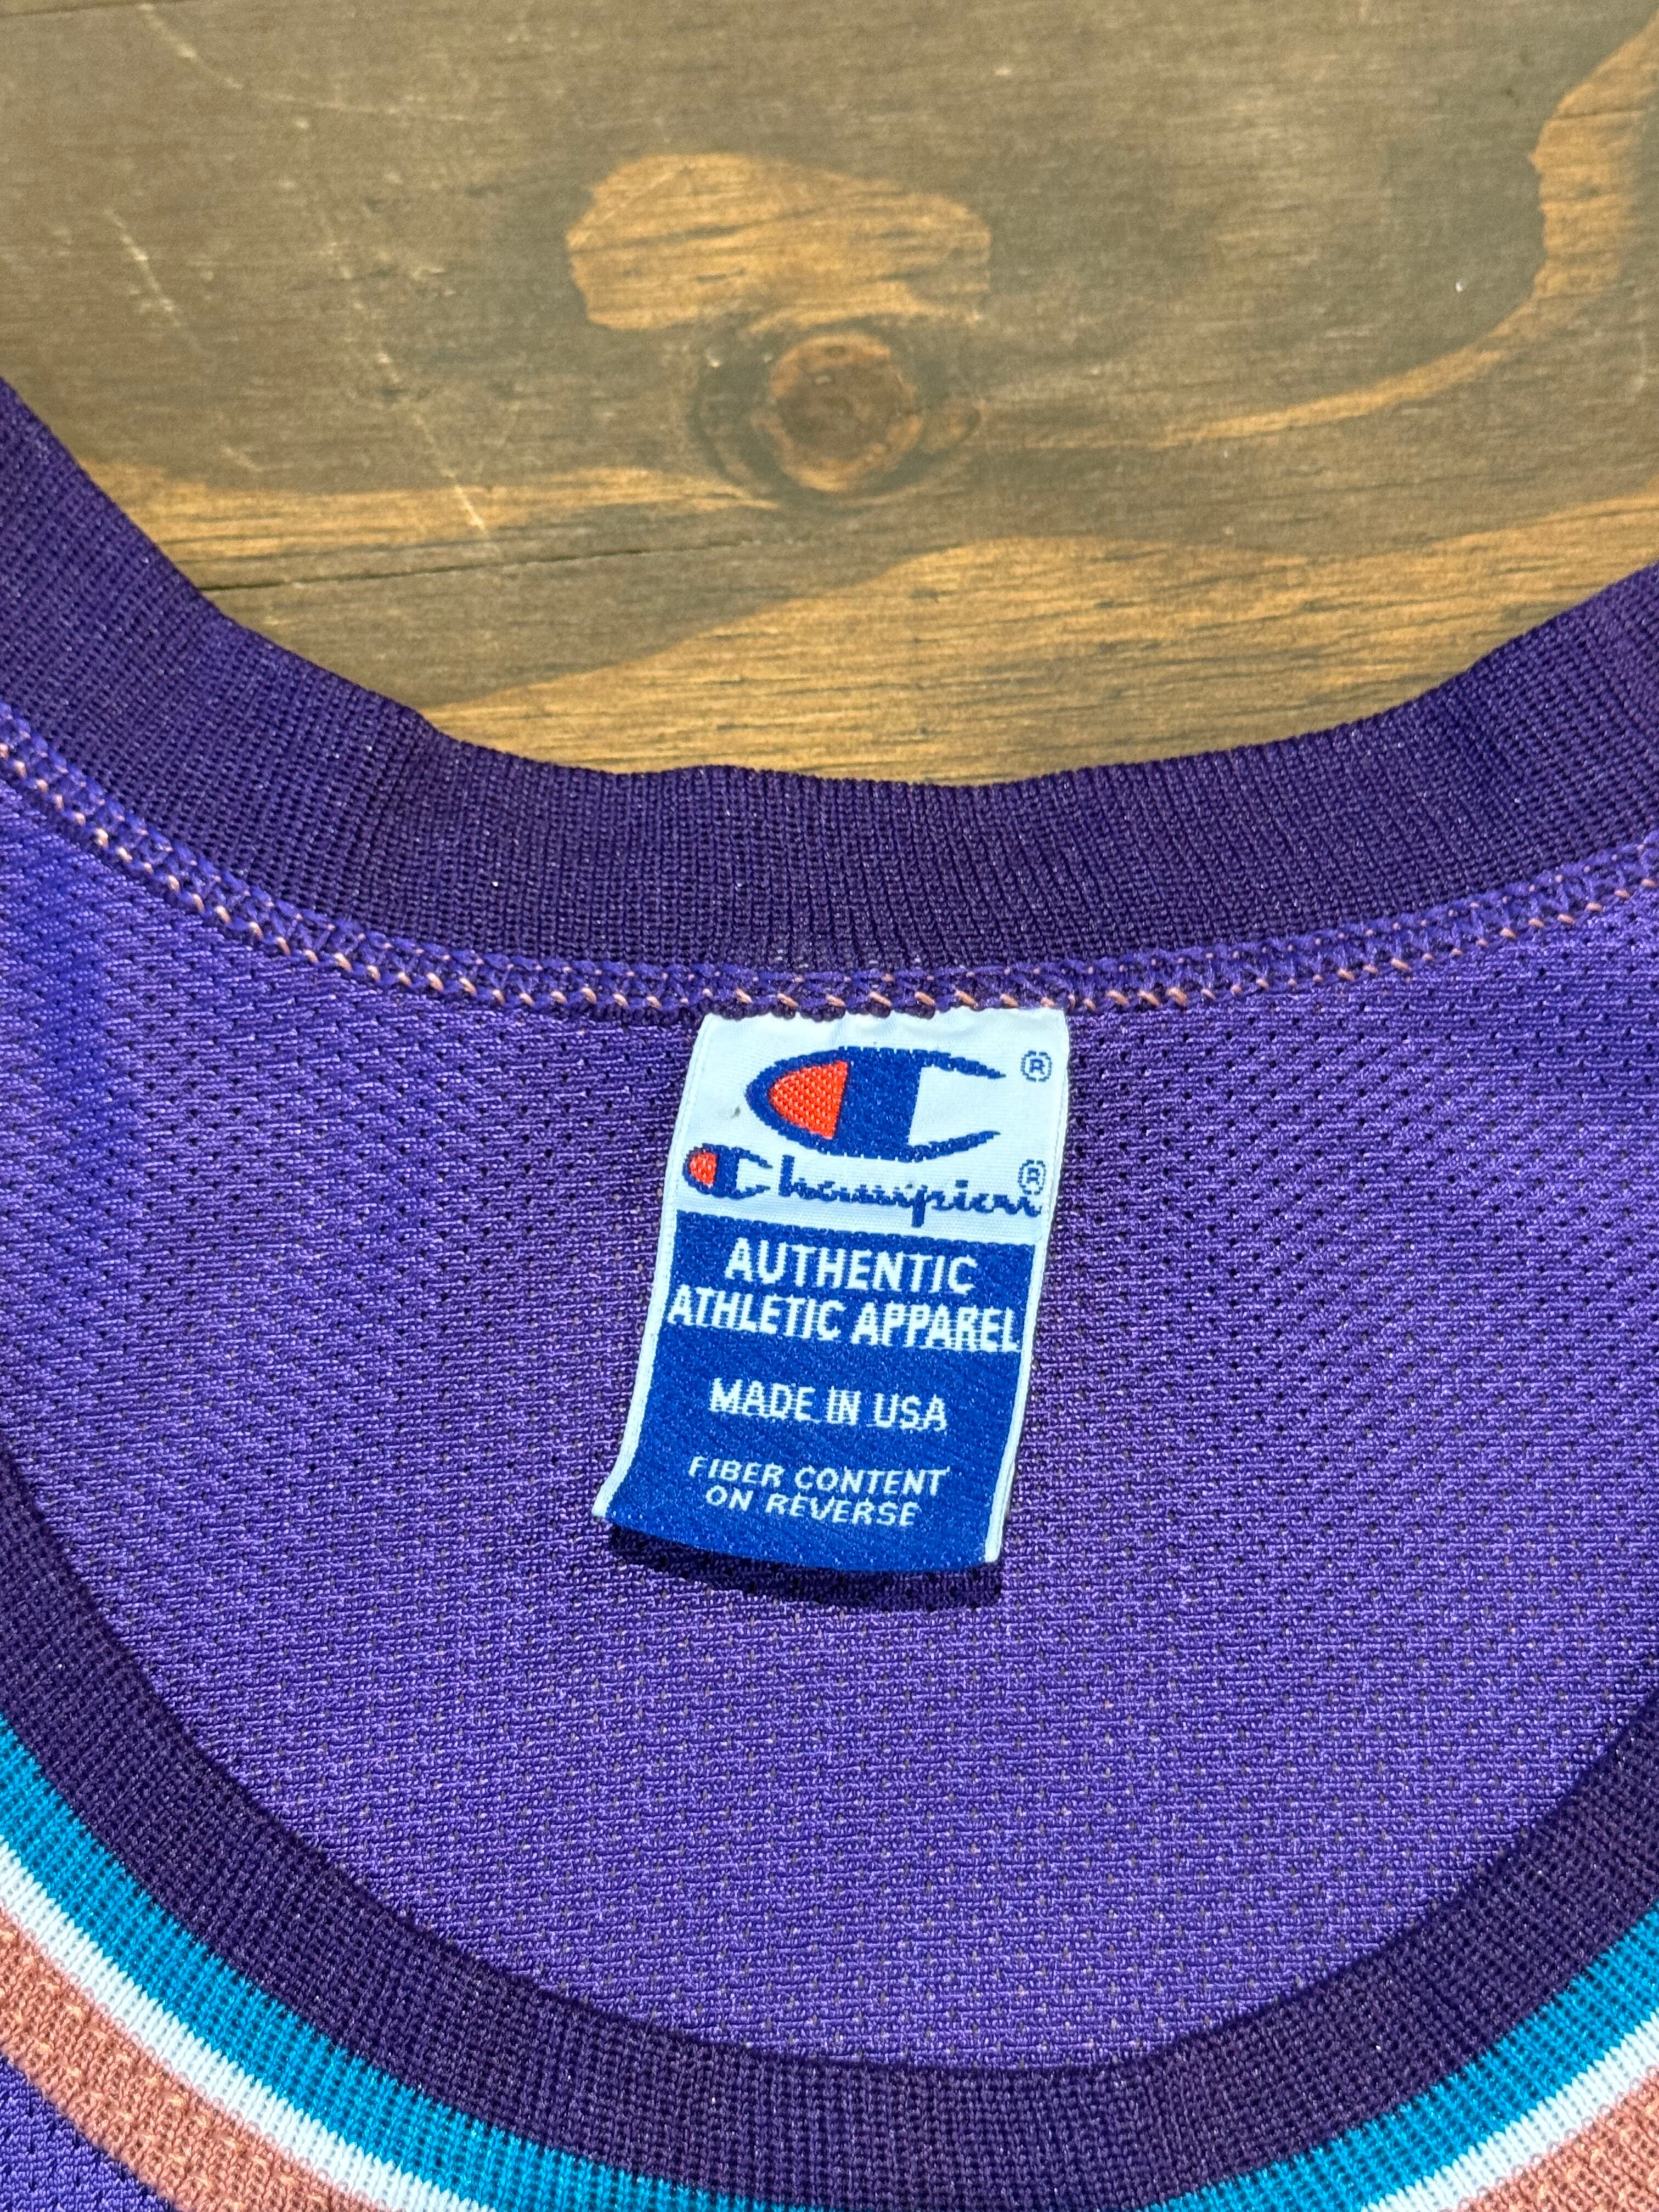 ®
Champion®
AUTHENTIC
ATHLETIC APPAREL
MADE IN USA
FIBER CONTENT
ON REVERSE